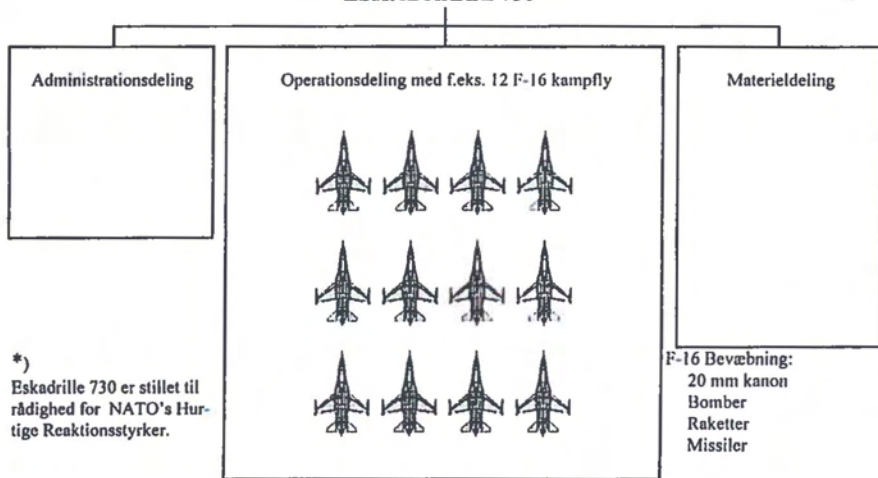 Administrationsdeling
Operationsdeling med f.eks. 12 F-16 kampfly
Materieldeling
*)
Eskadrille 730 er stillet til
rådighed for NATO's Hur-
tige Reaktionsstyrker.
F-16 Bevæbning:
20 mm kanon
Bomber
Raketter
Missiler